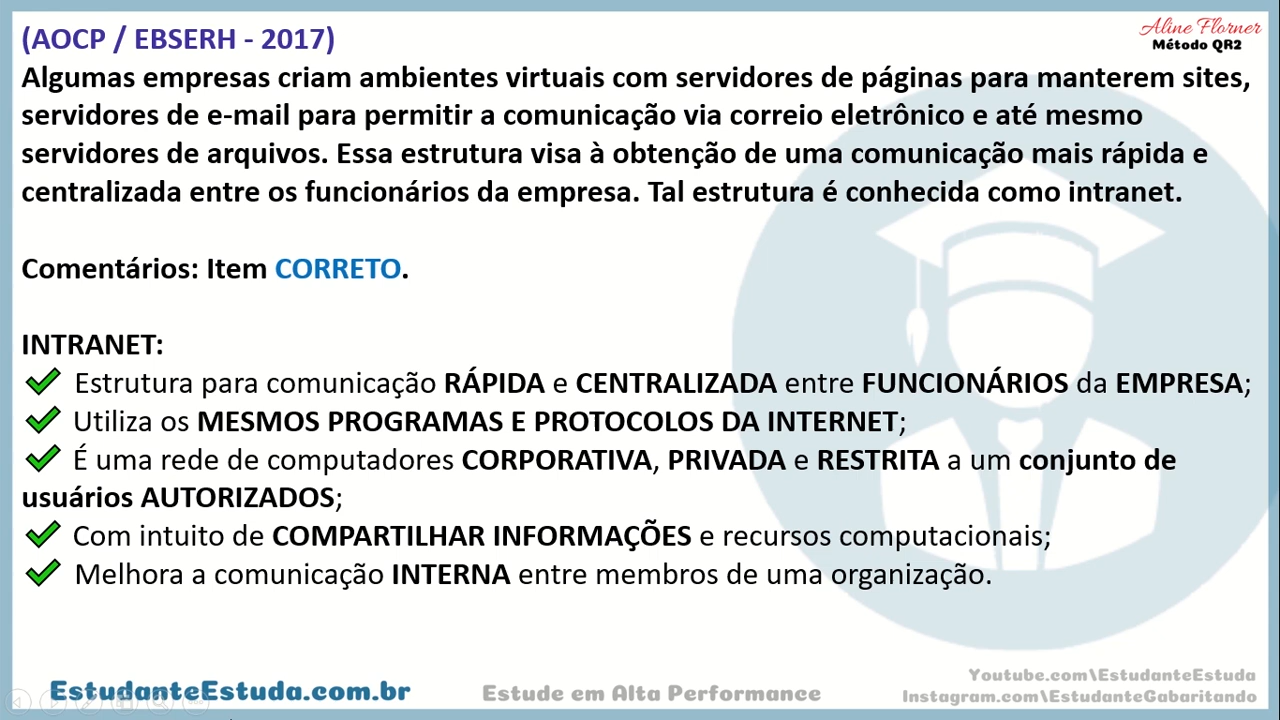 (AOCP / EBSERH - 2017)
Aline Florner
Método QR2
Algumas empresas criam ambientes virtuais com servidores de páginas para manterem sites,
servidores de e-mail para permitir a comunicação via correio eletrônico e até mesmo
servidores de arquivos. Essa estrutura visa à obtenção de uma comunicação mais rápida e
centralizada entre os funcionários da empresa. Tal estrutura é conhecida como intranet.
Comentários: Item CORRETO.
INTRANET:
Estrutura para comunicação RÁPIDA e CENTRALIZADA entre FUNCIONÁRIOS da EMPRESA;
Utiliza os MESMOS PROGRAMAS E PROTOCOLOS DA INTERNET;
É uma rede de computadores CORPORATIVA, PRIVADA e RESTRITA a um conjunto de
usuários AUTORIZADOS;
Com intuito de COMPARTILHAR INFORMAÇÕES e recursos computacionais;
Melhora a comunicação INTERNA entre membros de uma organização.
EstudanteEstuda.com.br
Estude em Alta Performance
Youtube.com\EstudanteEstuda
Instagram.com\EstudanteGabaritando